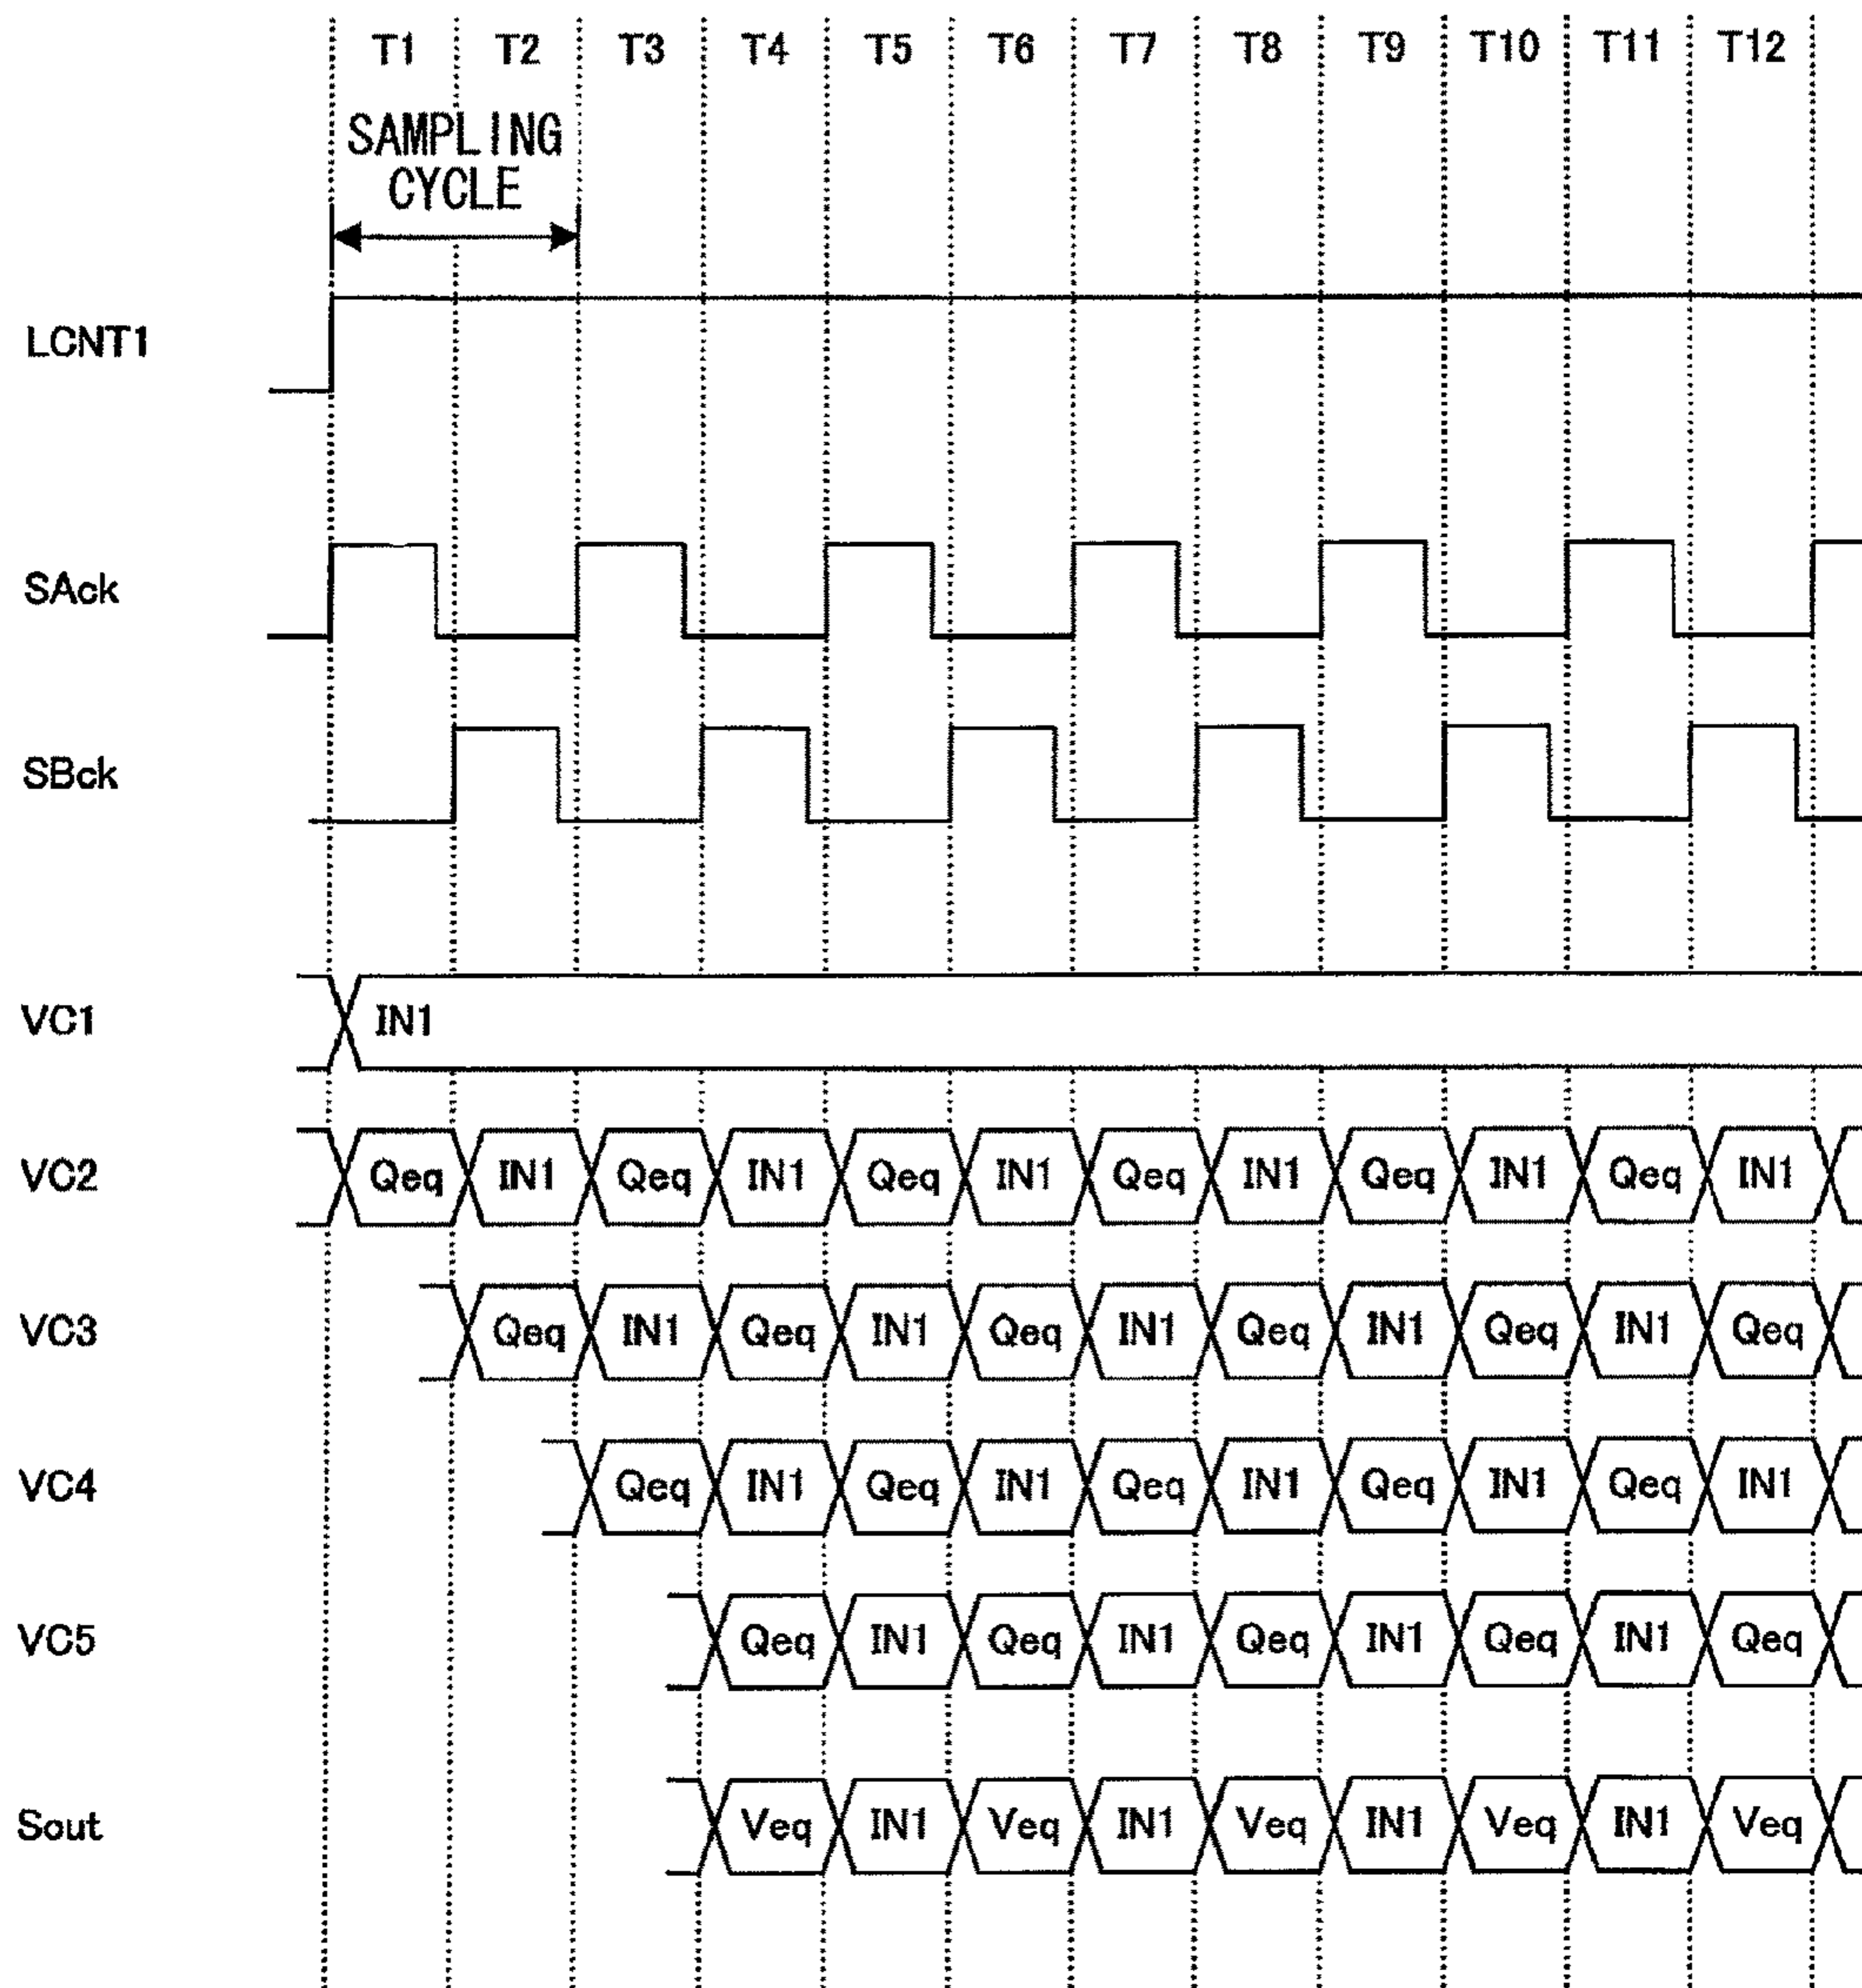 T1 T2 T3 T4 T5 T6 T7 T8 T9 T10 T11 T12
SAMPLING
CYCLE
LCNT1
SAck
SBck
VC1 IN1
VC2 Qeq IN1 Qeq IN1 Qeq IN1 Qeq IN1 Qeq IN1 Qeq IN1
VC3 Qeq IN1 Qeq IN1 Qeq IN1 Qeq IN1 Qeq IN1 Qeq
VC4 Qeq IN1 Qeq IN1 Qeq IN1 Qeq IN1 Qeq IN1
VC5 Qeq IN1 Qeq IN1 Qeq IN1 Qeq IN1 Qeq
Sout Veq IN1 Veq IN1 Veq IN1 Veq IN1 Veq